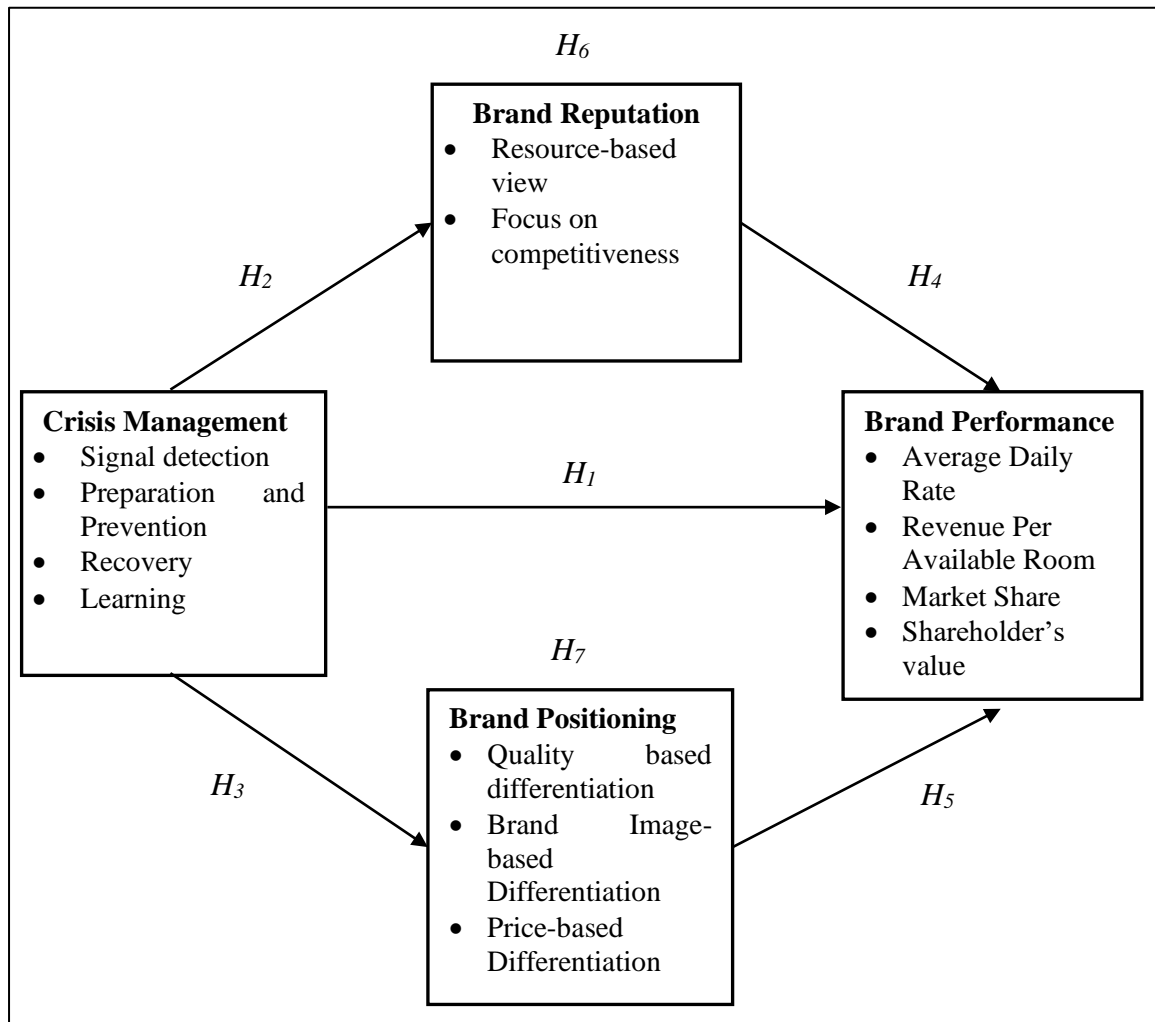 H6
Brand Reputation
• Resource-based
view
• Focus on
competitiveness
H2
H4
Crisis Management
• Signal detection
• Preparation and
Prevention
• Recovery
• Learning
H1
Brand Performance
• Average Daily
Rate
• Revenue Per
Available Room
• Market Share
• Shareholder’s
value
H7
Brand Positioning
• Quality based
differentiation
• Brand Image-
based
Differentiation
• Price-based
Differentiation
H3
H5